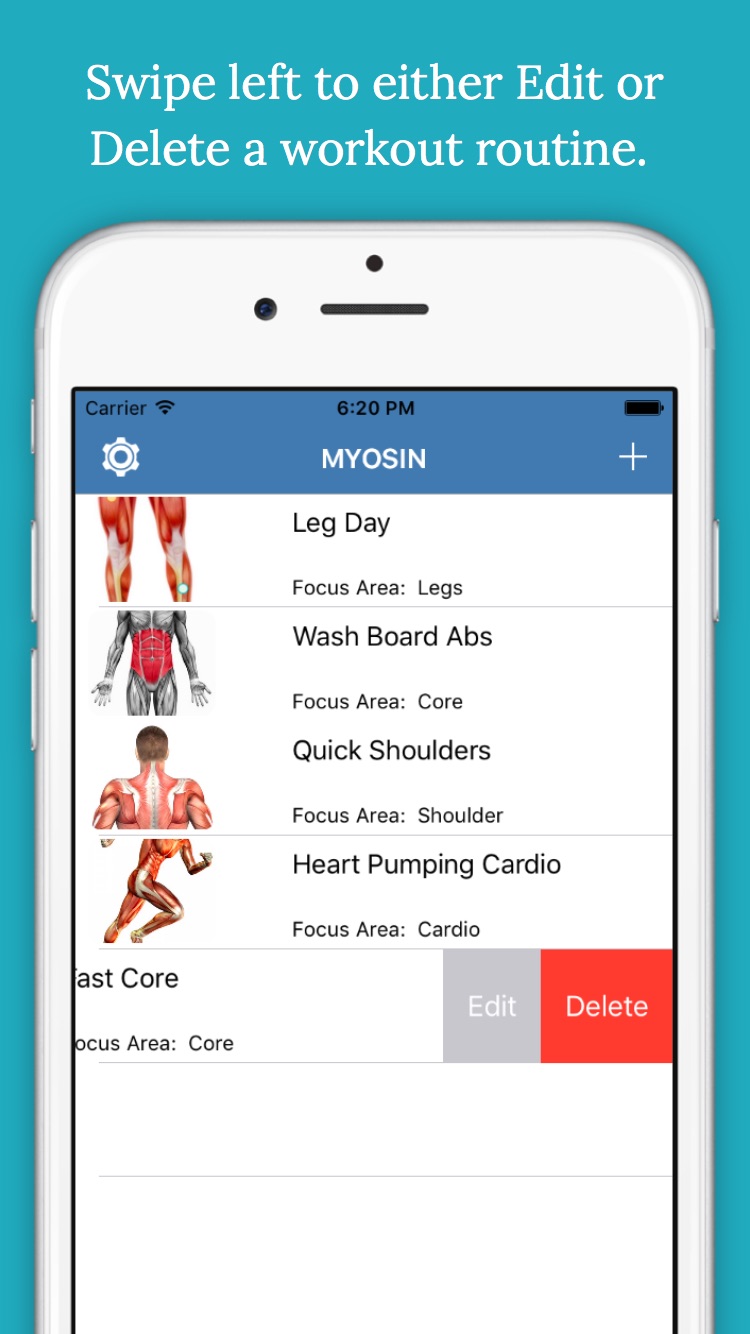 Swipe left to either Edit or
Delete a workout routine.
Carrier 6:20 PM
MYOSIN
Leg Day
Focus Area: Legs
Wash Board Abs
Focus Area: Core
Quick Shoulders
Focus Area: Shoulder
Heart Pumping Cardio
Focus Area: Cardio
Fast Core
Edit Delete
ocus Area: Core